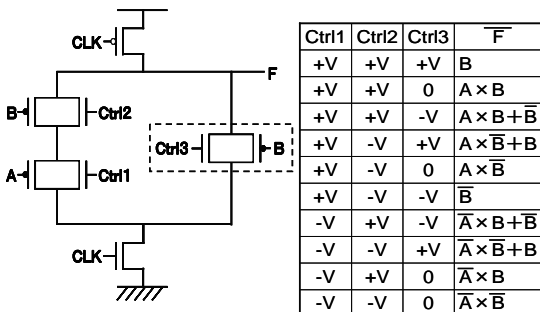 CLK
F
B
Ctrl2
Ctrl3
B
A
Ctrl1
CLK
Ctrl1 Ctrl2 Ctrl3 F̅
+V +V +V B
+V +V 0 A×B
+V +V -V A×B+B̅
+V -V +V A×B̅+B
+V -V 0 A×B̅
+V -V -V B̅
-V +V -V A̅×B+B̅
-V -V +V A̅×B̅+B
-V +V 0 A̅×B
-V -V 0 A̅×B̅